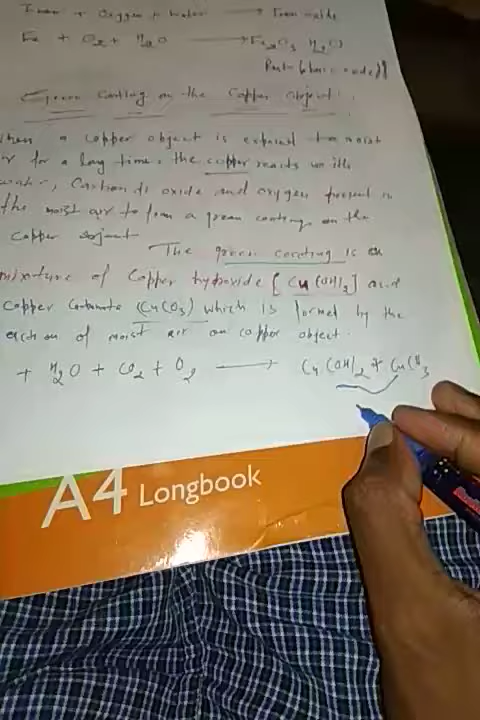 Iron + Oxygen + Water → Iron oxide
Fe + O2 + H2O → Fe2O3 H2O
Green Coating on the Copper object
when a copper object is exposed to moist
for a long time, the copper reacts with
water, Carbon di oxide and oxygen present in
the moist air to form a green coating on the
copper object
The green coating is a
mixture of Copper hydroxide [Cu(OH)2] and
Copper Carbonate (CuCO3) which is formed by the
action of moist air on copper object.
+ H2O + CO2 + O2 → Cu(OH)2 + CuCO3
A4 Longbook